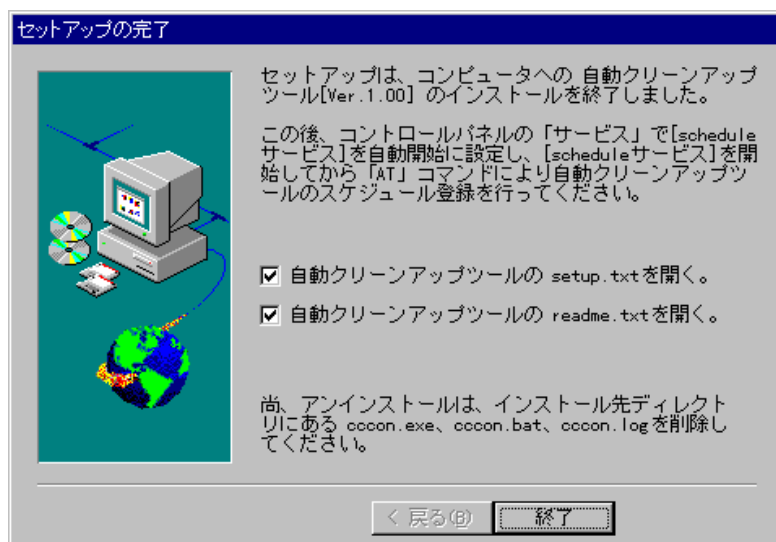 セットアップの完了
セットアップは、コンピュータへの 自動クリーンアップ
ツール[Ver.1.00] のインストールを終了しました。
この後、コントロールパネルの「サービス」で[schedule
サービス]を自動開始に設定し、[scheduleサービス]を開
始してから「AT」コマンドにより自動クリーンアップツ
ールのスケジュール登録を行ってください。
自動クリーンアップツールの setup.txtを開く。
自動クリーンアップツールの readme.txtを開く。
尚、アンインストールは、インストール先ディレクト
リにある cccon.exe、cccon.bat、cccon.logを削除し
てください。
< 戻る(B)
終了